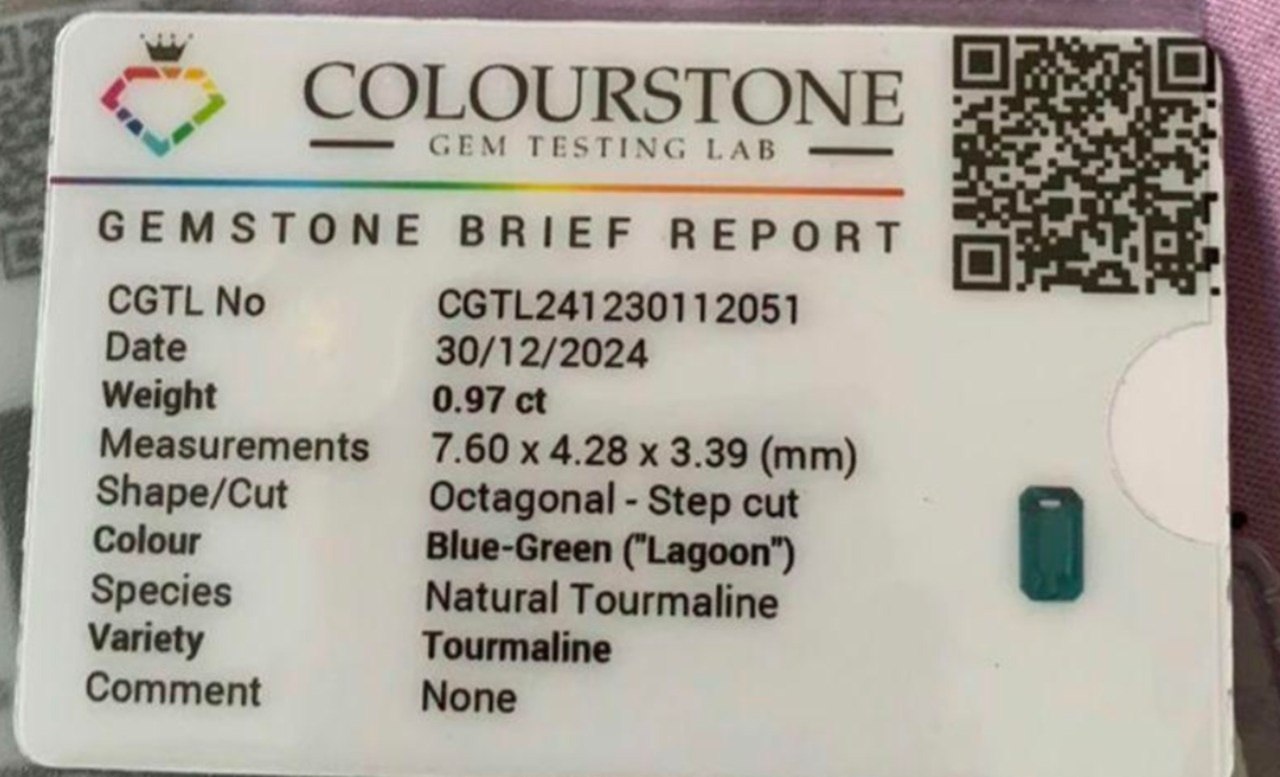 COLOURSTONE
GEM TESTING LAB
GEMSTONE BRIEF REPORT
CGTL No CGTL241230112051
Date 30/12/2024
Weight 0.97 ct
Measurements 7.60 x 4.28 x 3.39 (mm)
Shape/Cut Octagonal - Step cut
Colour Blue-Green ("Lagoon")
Species Natural Tourmaline
Variety Tourmaline
Comment None